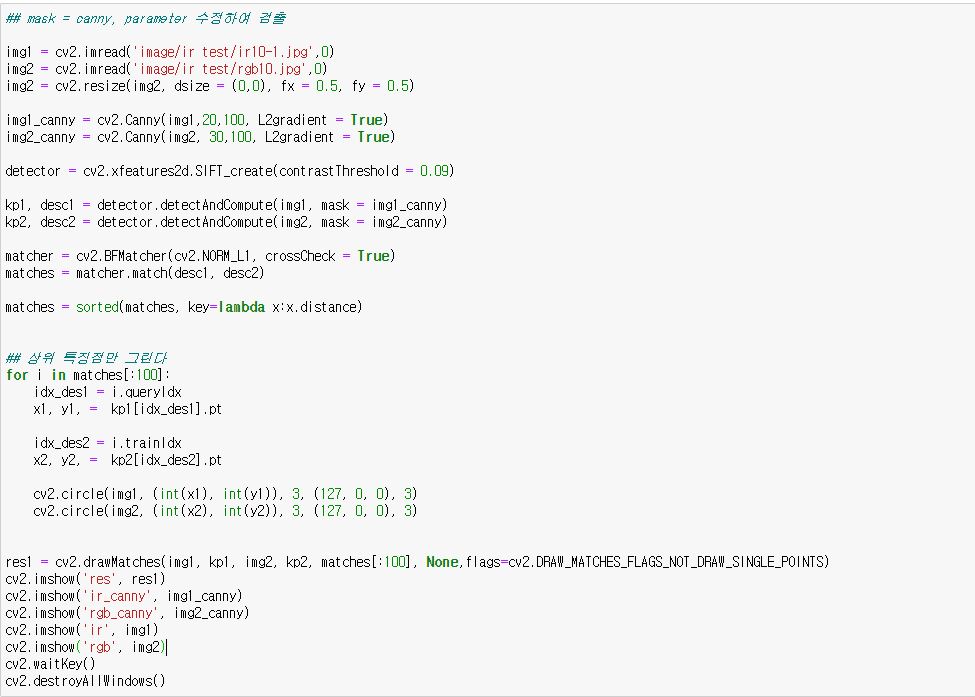 ## mask = canny, parameter 수정하여 검출
img1 = cv2.imread('image/ir test/ir10-1.jpg',0)
img2 = cv2.imread('image/ir test/rgb10.jpg',0)
img2 = cv2.resize(img2, dsize = (0,0), fx = 0.5, fy = 0.5)
img1_canny = cv2.Canny(img1,20,100, L2gradient = True)
img2_canny = cv2.Canny(img2, 30,100, L2gradient = True)
detector = cv2.xfeatures2d.SIFT_create(contrastThreshold = 0.09)
kp1, desc1 = detector.detectAndCompute(img1, mask = img1_canny)
kp2, desc2 = detector.detectAndCompute(img2, mask = img2_canny)
matcher = cv2.BFMatcher(cv2.NORM_L1, crossCheck = True)
matches = matcher.match(desc1, desc2)
matches = sorted(matches, key=lambda x:x.distance)
## 상위 특징점만 그린다
for i in matches[:100]:
    idx_des1 = i.queryIdx
    x1, y1, =  kp1[idx_des1].pt
    idx_des2 = i.trainIdx
    x2, y2, =  kp2[idx_des2].pt
    cv2.circle(img1, (int(x1), int(y1)), 3, (127, 0, 0), 3)
    cv2.circle(img2, (int(x2), int(y2)), 3, (127, 0, 0), 3)
res1 = cv2.drawMatches(img1, kp1, img2, kp2, matches[:100], None,flags=cv2.DRAW_MATCHES_FLAGS_NOT_DRAW_SINGLE_POINTS)
cv2.imshow('res', res1)
cv2.imshow('ir_canny', img1_canny)
cv2.imshow('rgb_canny', img2_canny)
cv2.imshow('ir', img1)
cv2.imshow('rgb', img2)
cv2.waitKey()
cv2.destroyAllWindows()